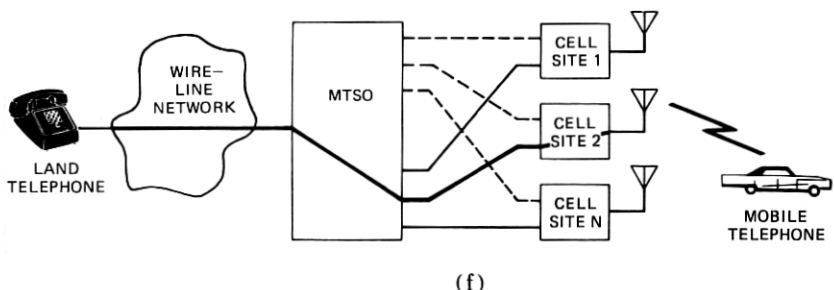 WIRE–
LINE
NETWORK
LAND
TELEPHONE
MTSO
CELL
SITE 1
CELL
SITE 2
CELL
SITE N
MOBILE
TELEPHONE
(f)